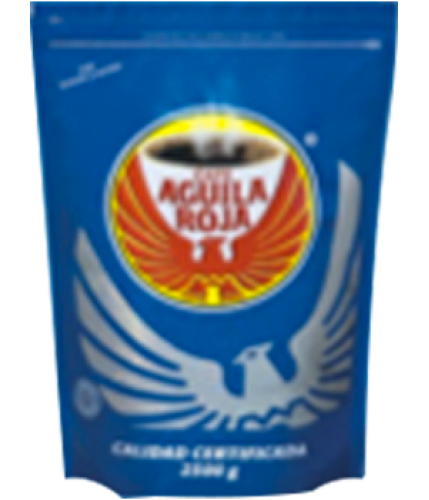 CAFÉ
AGUILA
ROJA
®
CALIDAD CERTIFICADA
2500 g